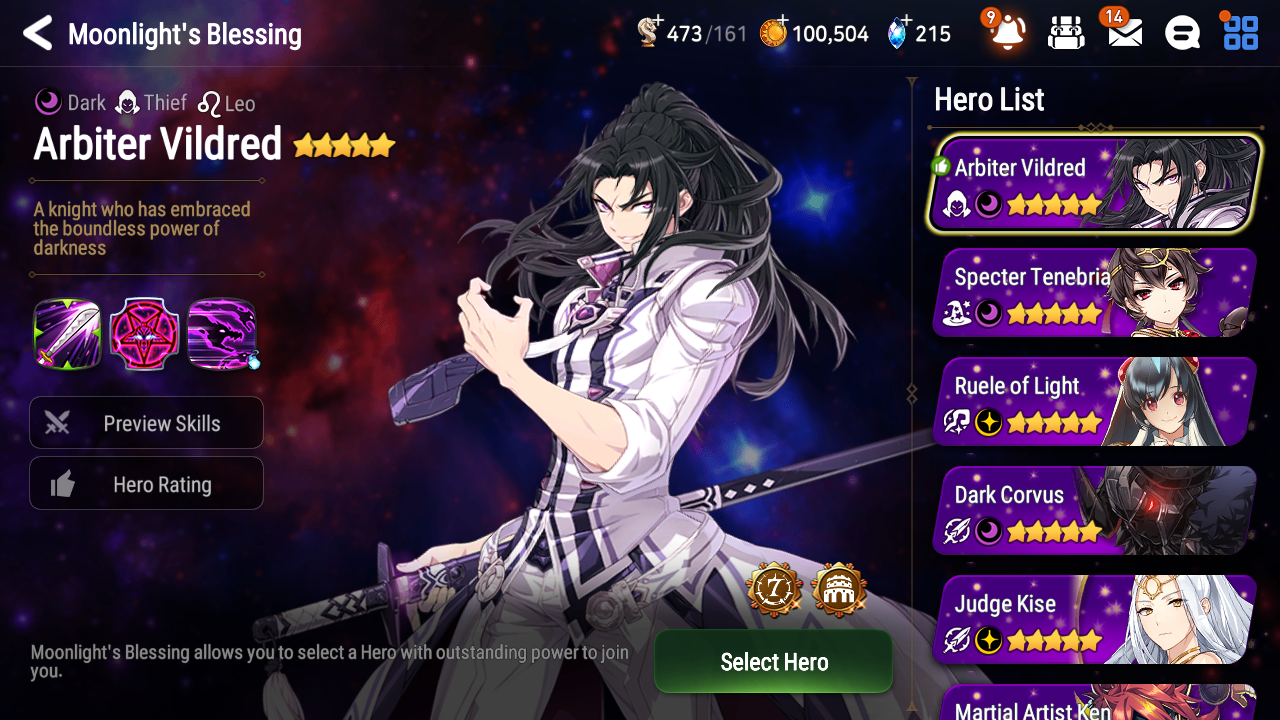 Moonlight's Blessing
473/161
100,504
215
9
14
Dark Thief Leo
Arbiter Vildred
A knight who has embraced
the boundless power of
darkness
Preview Skills
Hero Rating
Moonlight's Blessing allows you to select a Hero with outstanding power to join
you.
7
Select Hero
Hero List
Arbiter Vildred
Specter Tenebria
Ruele of Light
Dark Corvus
Judge Kise
Martial Artist Ken